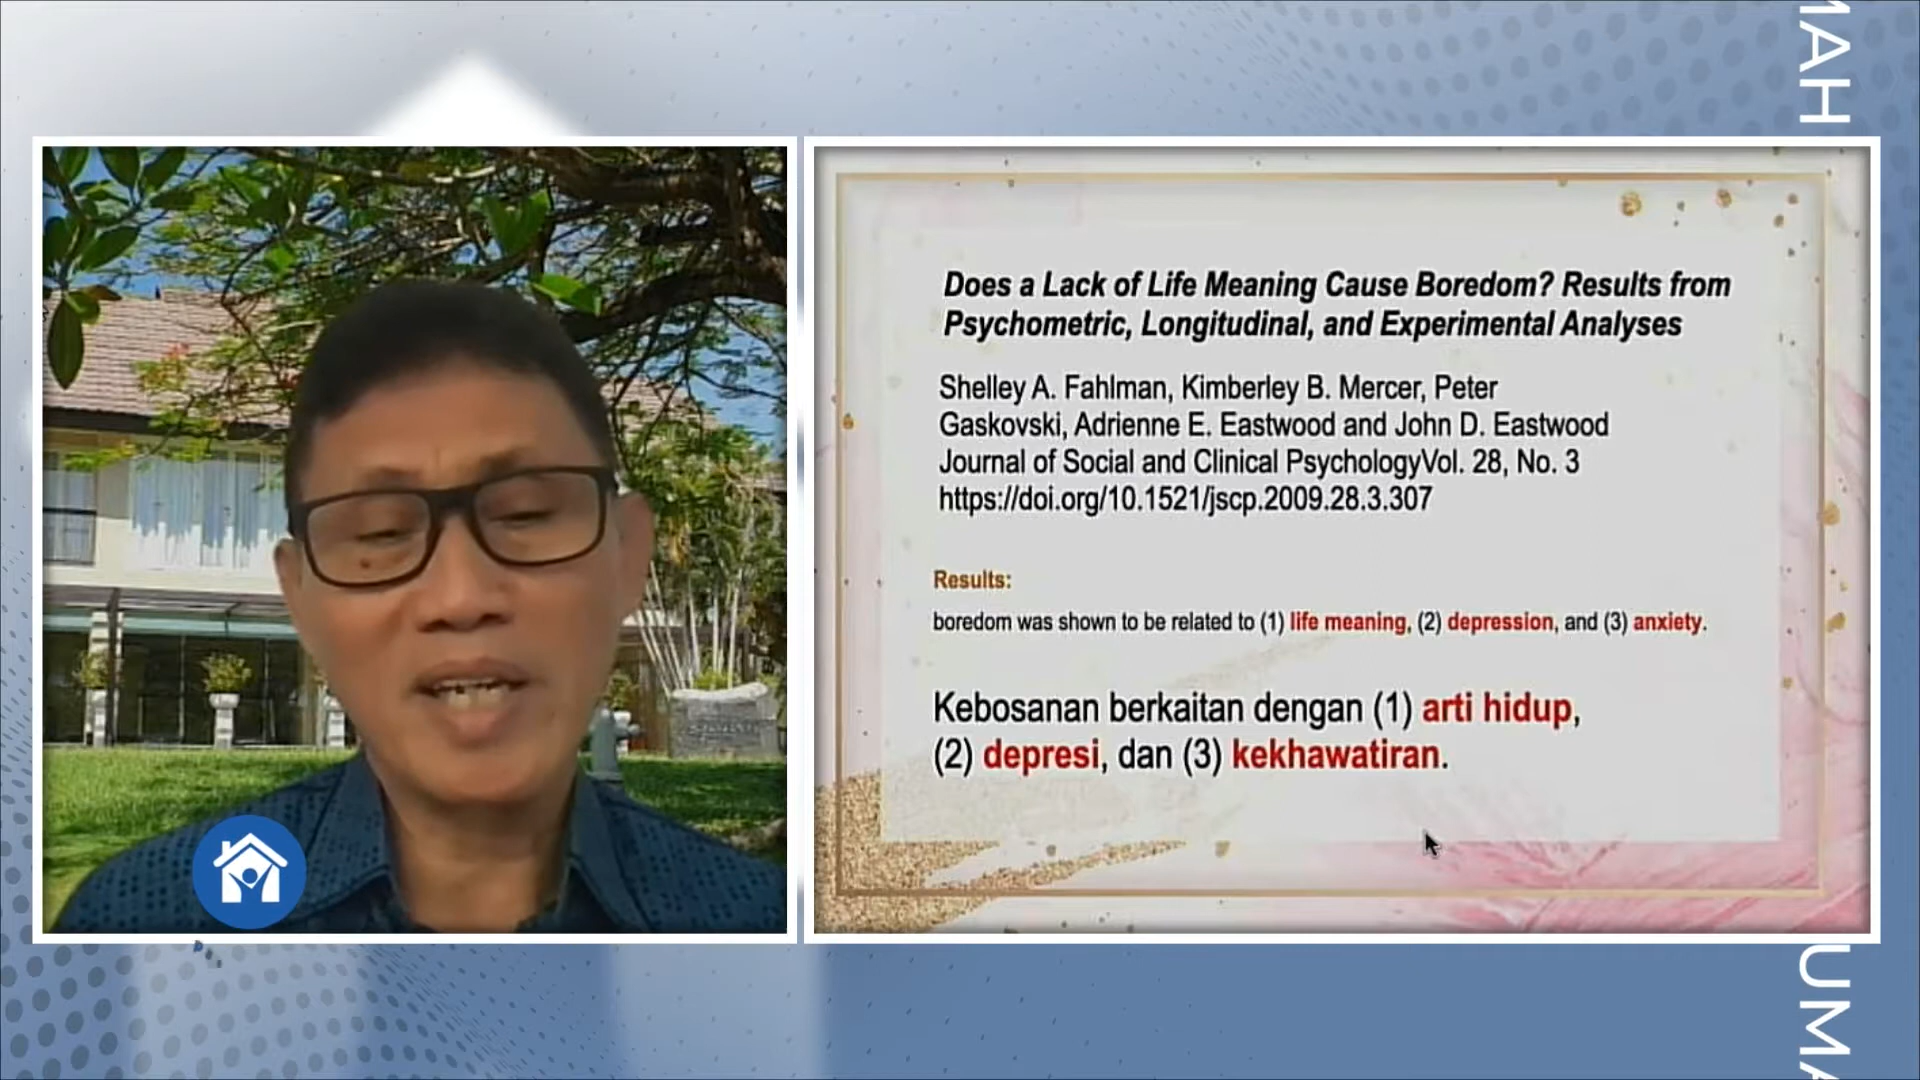 Does a Lack of Life Meaning Cause Boredom? Results from
Psychometric, Longitudinal, and Experimental Analyses
Shelley A. Fahlman, Kimberley B. Mercer, Peter
Gaskovski, Adrienne E. Eastwood and John D. Eastwood
Journal of Social and Clinical PsychologyVol. 28, No. 3
https://doi.org/10.1521/jscp.2009.28.3.307
Results:
boredom was shown to be related to (1) life meaning, (2) depression, and (3) anxiety.
Kebosanan berkaitan dengan (1) arti hidup,
(2) depresi, dan (3) kekhawatiran.